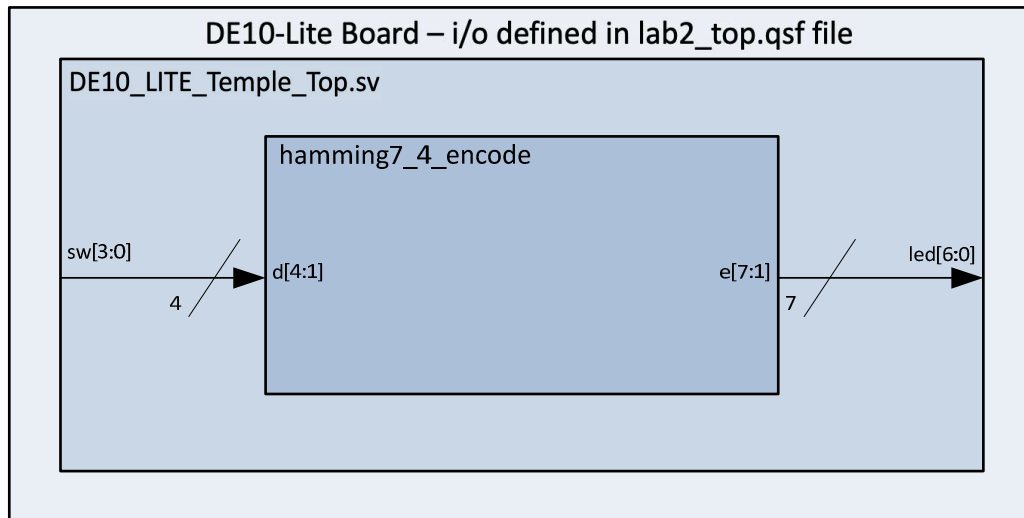 DE10-Lite Board – i/o defined in lab2_top.qsf file
DE10_LITE_Temple_Top.sv
hamming7_4_encode
sw[3:0]
4
d[4:1]
e[7:1]
7
led[6:0]